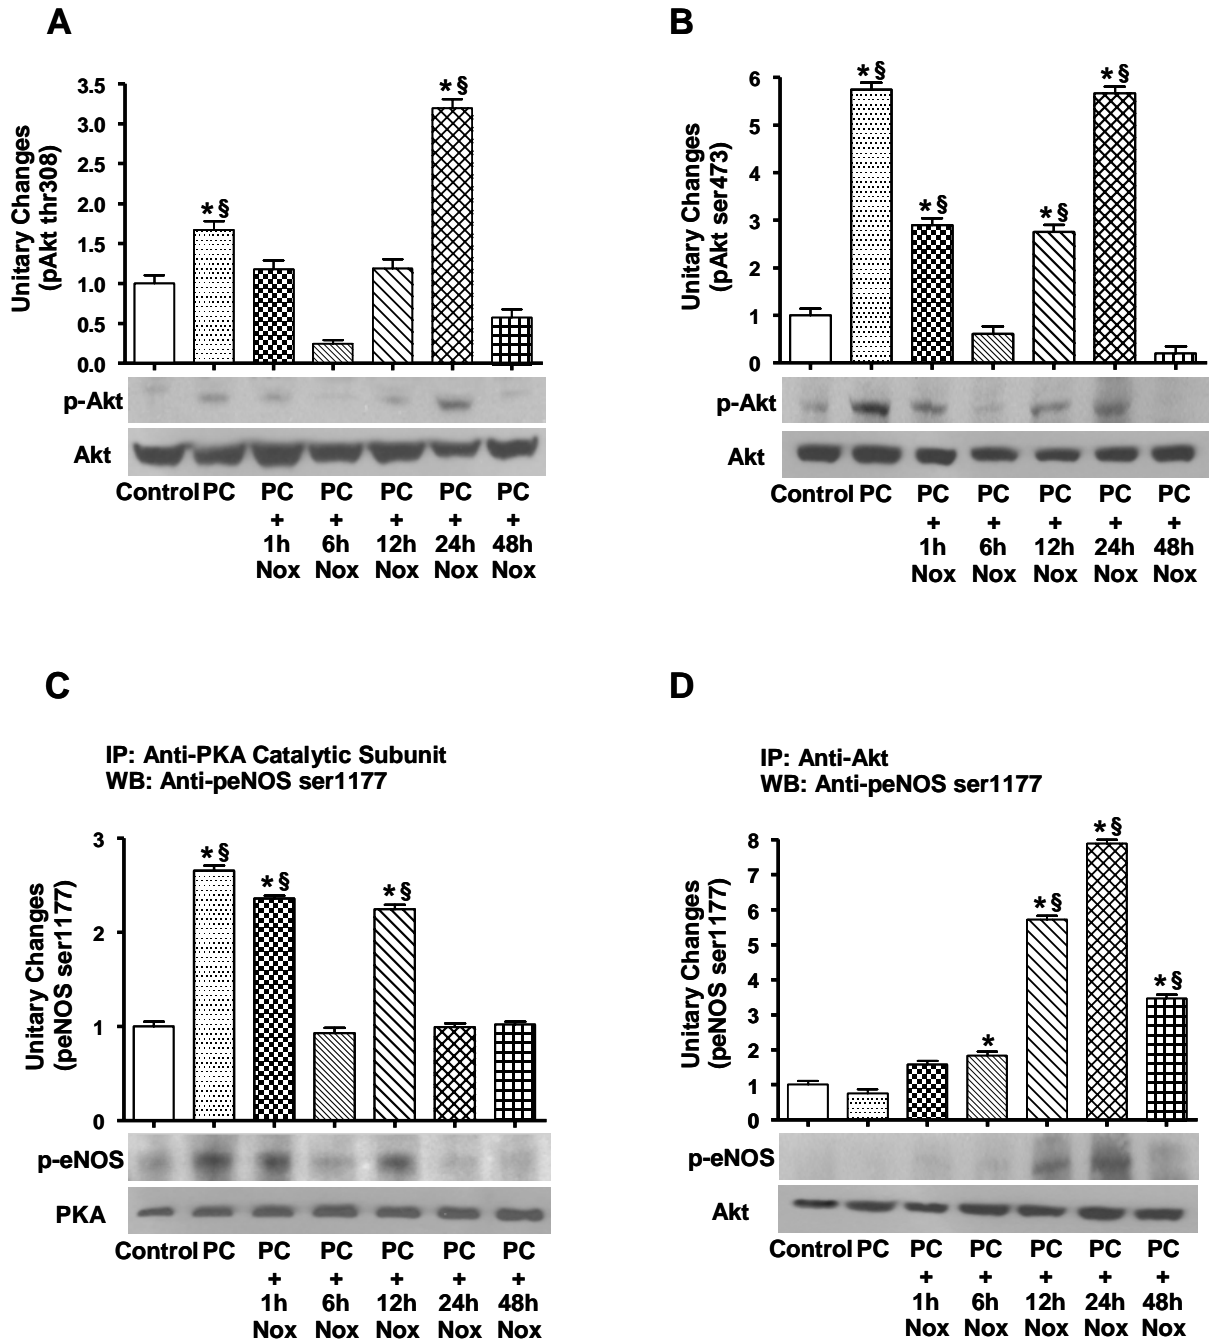 A
Unitary Changes
(pAkt thr308)
3.5
3.0
2.5
2.0
1.5
1.0
0.5
0.0
* §
* §
p-Akt
Akt
Control PC PC PC PC PC PC
+ + + + +
1h 6h 12h 24h 48h
Nox Nox Nox Nox Nox
B
Unitary Changes
(pAkt ser473)
6
5
4
3
2
1
0
* § * §
* § * §
p-Akt
Akt
Control PC PC PC PC PC PC
+ + + + +
1h 6h 12h 24h 48h
Nox Nox Nox Nox Nox
C
IP: Anti-PKA Catalytic Subunit
WB: Anti-peNOS ser1177
Unitary Changes
(peNOS ser1177)
3
2
1
0
* §
* § * §
p-eNOS
PKA
Control PC PC PC PC PC PC
+ + + + +
1h 6h 12h 24h 48h
Nox Nox Nox Nox Nox
D
IP: Anti-Akt
WB: Anti-peNOS ser1177
Unitary Changes
(peNOS ser1177)
8
7
6
5
4
3
2
1
0
* §
* §
* §
*
p-eNOS
Akt
Control PC PC PC PC PC PC
+ + + + +
1h 6h 12h 24h 48h
Nox Nox Nox Nox Nox